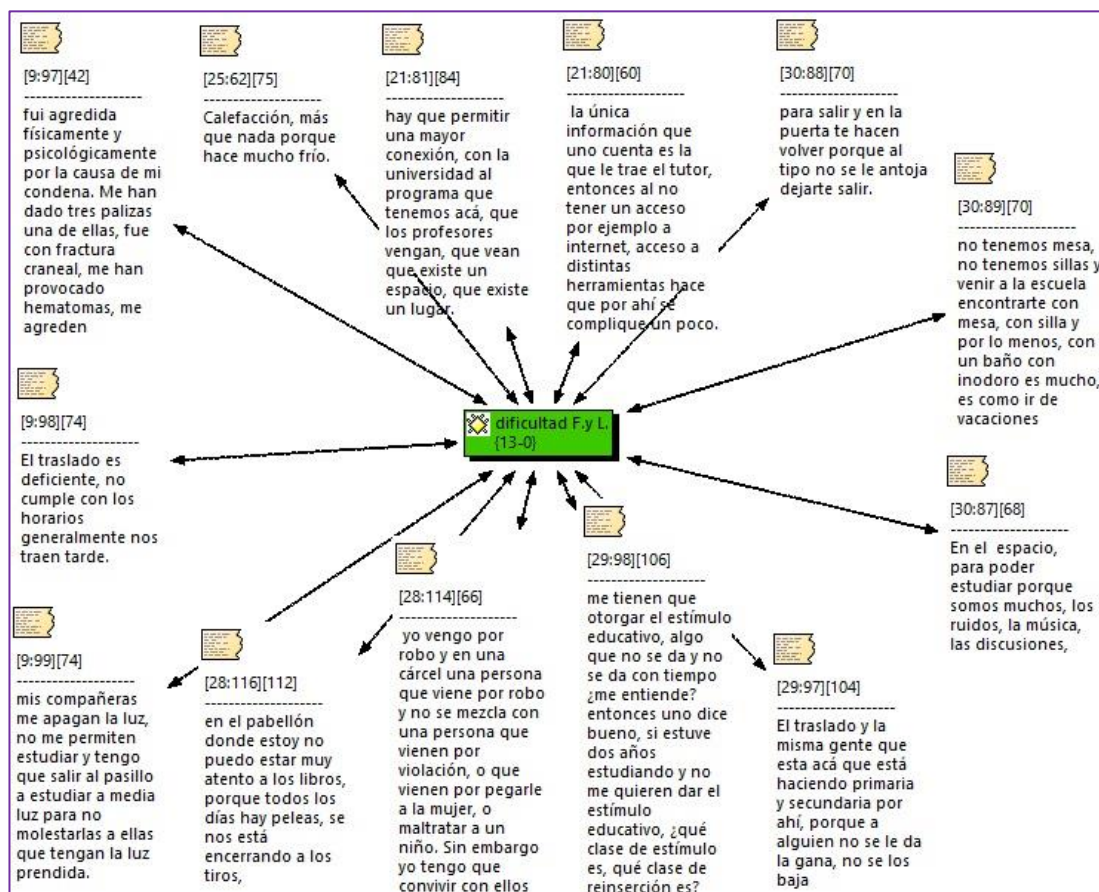 [9:97][42]
--------------------
fui agredida
físicamente y
psicológicamente
por la causa de mi
condena. Me han
dado tres palizas
una de ellas, fue
con fractura
craneal, me han
provocado
hematomas, me
agreden
[25:62][75]
--------------------
Calefacción, más
que nada porque
hace mucho frío.
[21:81][84]
--------------------
hay que permitir
una mayor
conexión, con la
universidad al
programa que
tenemos acá, que
los profesores
vengan, que vean
que existe un
espacio, que existe
un lugar.
[21:80][60]
--------------------
la única
información que
uno cuenta es la
que le trae el tutor,
entonces al no
tener un acceso
por ejemplo a
internet, acceso a
distintas
herramientas hace
que por ahí se
complique un poco.
[30:88][70]
--------------------
para salir y en la
puerta te hacen
volver porque al
tipo no se le antoja
dejarte salir.
[30:89][70]
--------------------
no tenemos mesa,
no tenemos sillas y
venir a la escuela
encontrarte con
mesa, con silla y
por lo menos, con
un baño con
inodoro es mucho,
es como ir de
vacaciones
dificultad F.y L.
{13-0}
[9:98][74]
--------------------
El traslado es
deficiente, no
cumple con los
horarios
generalmente nos
traen tarde.
[30:87][68]
--------------------
En el espacio,
para poder
estudiar porque
somos muchos, los
ruidos, la música,
las discusiones,
[9:99][74]
--------------------
mis compañeras
me apagan la luz,
no me permiten
estudiar y tengo
que salir al pasillo
a estudiar a media
luz para no
molestarlas a ellas
que tengan la luz
prendida.
[28:116][112]
--------------------
en el pabellón
donde estoy no
puedo estar muy
atento a los libros,
porque todos los
días hay peleas, se
nos está
encerrando a los
tiros,
[28:114][66]
--------------------
yo vengo por
robo y en una
cárcel una persona
que viene por robo
y no se mezcla con
una persona que
vienen por
violación, o que
vienen por pegarle
a la mujer, o
maltratar a un
niño. Sin embargo
yo tengo que
convivir con ellos
[29:98][106]
--------------------
me tienen que
otorgar el estímulo
educativo, algo
que no se da y no
se da con tiempo
¿me entiende?
entonces uno dice
bueno, si estuve
dos años
estudiando y no
me quieren dar el
estímulo
educativo, ¿qué
clase de estímulo
es, qué clase de
reinserción es?
[29:97][104]
--------------------
El traslado y la
misma gente que
esta acá que está
haciendo primaria
y secundaria por
ahí, porque a
alguien no se le da
la gana, no se los
baja